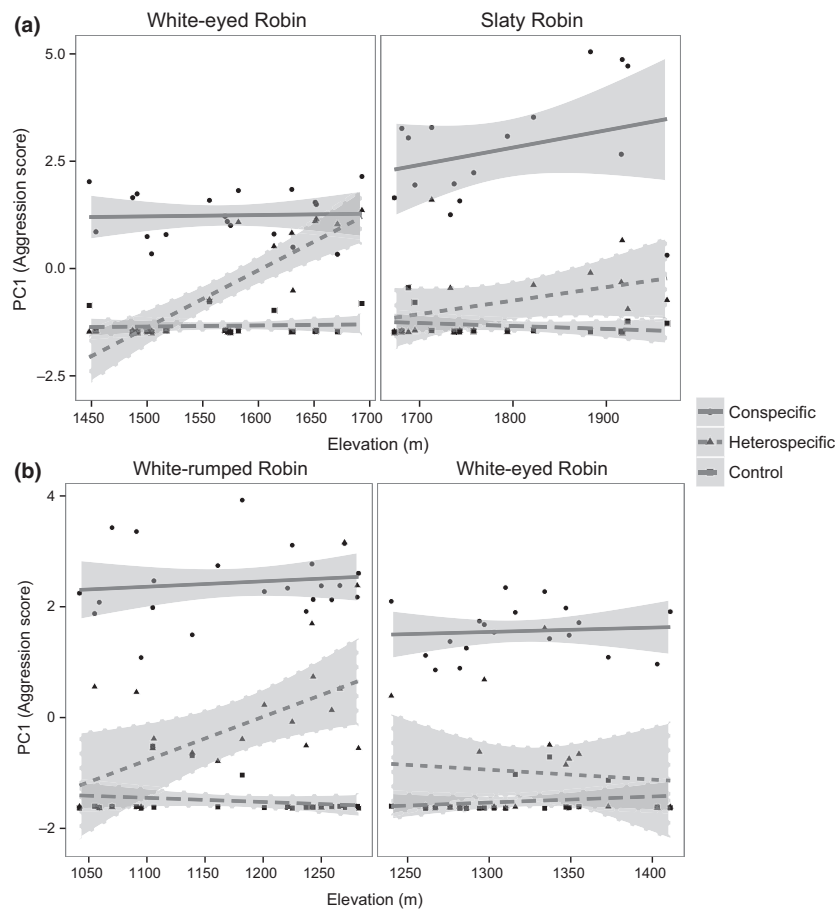 (a)
White-eyed Robin
Slaty Robin
PC1 (Aggression score)
5.0
2.5
0.0
−2.5
1450 1500 1550 1600 1650 1700
1700 1800 1900
Elevation (m)
Conspecific
Heterospecific
Control
(b)
White-rumped Robin
White-eyed Robin
PC1 (Aggression score)
4
2
0
−2
1050 1100 1150 1200 1250
1240 1300 1350 1400
Elevation (m)